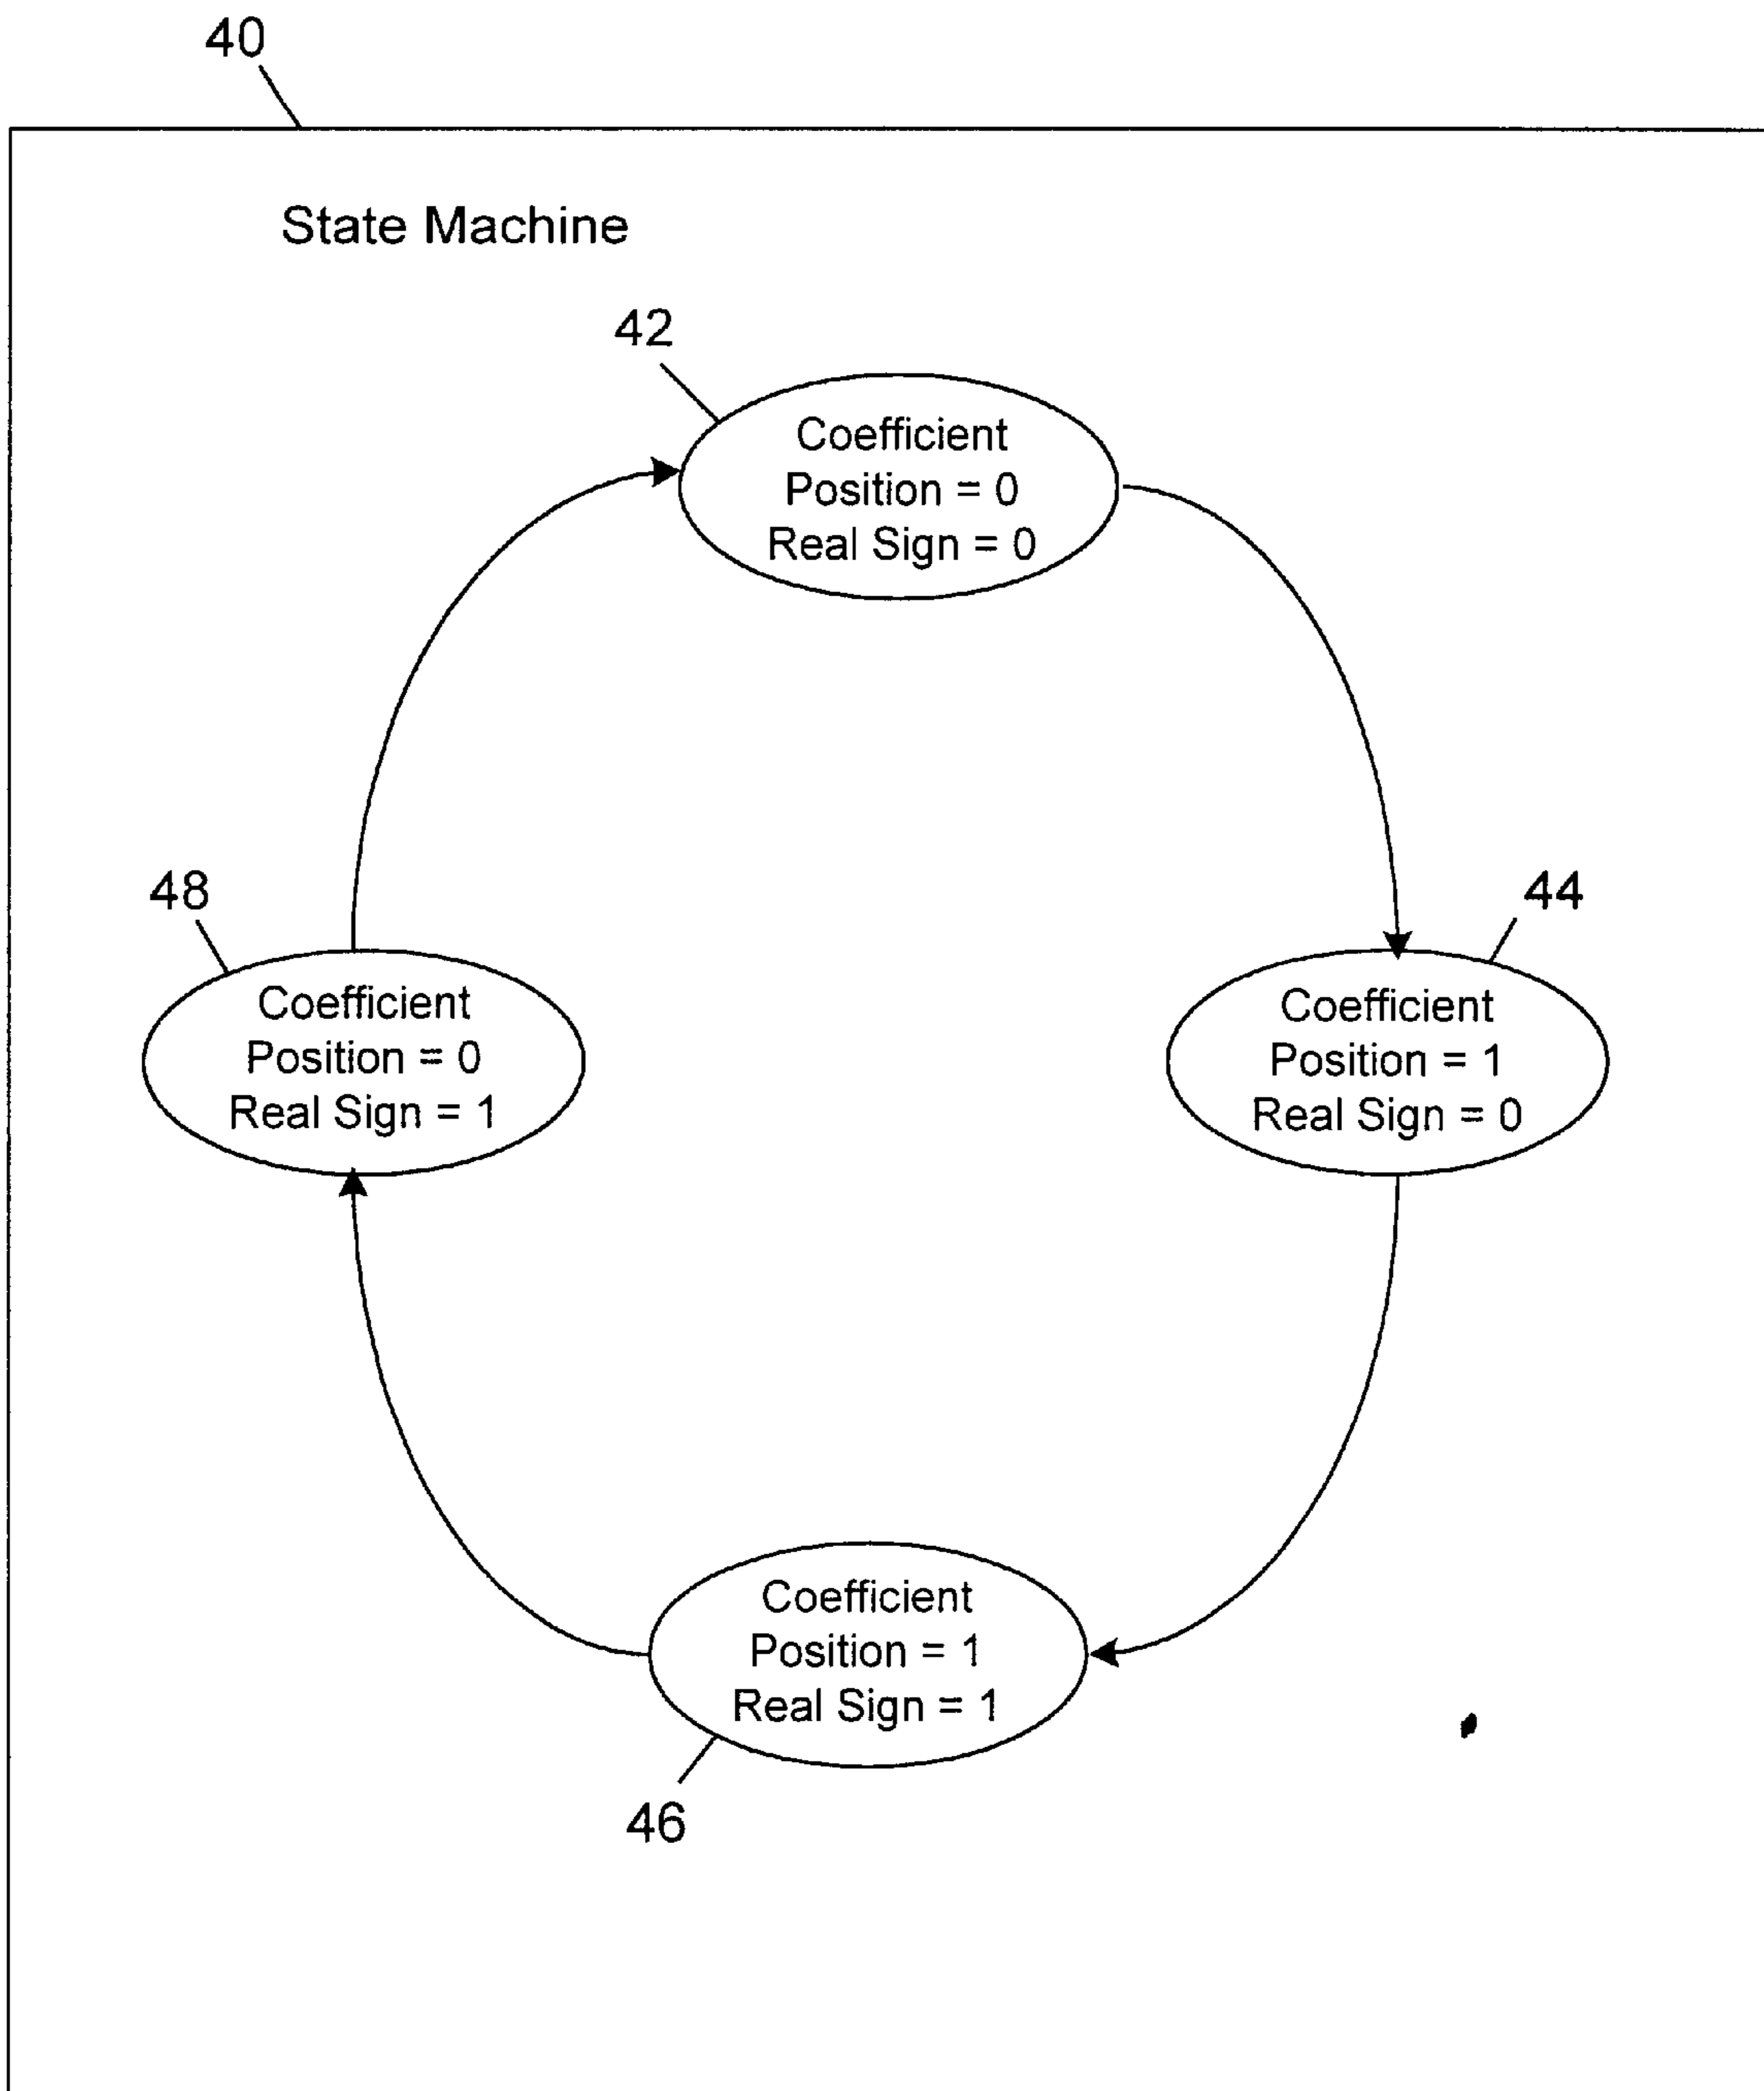 40
State Machine
42
Coefficient
Position = 0
Real Sign = 0
48
Coefficient
Position = 0
Real Sign = 1
44
Coefficient
Position = 1
Real Sign = 0
Coefficient
Position = 1
Real Sign = 1
46